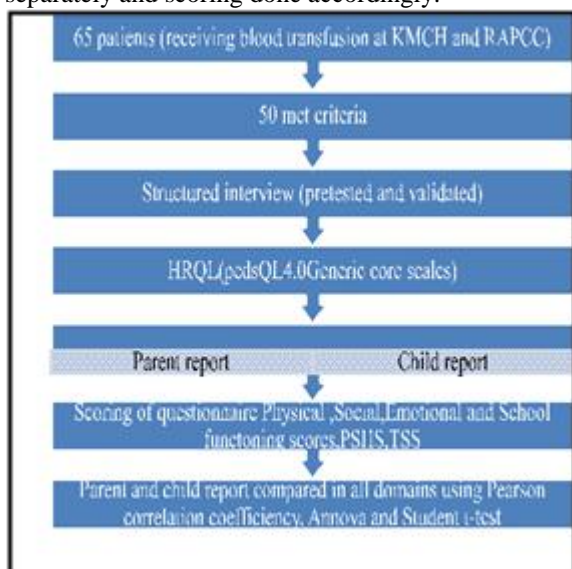 separately and scoring done accordingly.
65 patients (receiving blood transfusion at KMCH and RAPCC)
50 met criteria
Structured interview (pretested and validated)
HRQL(pedsQL4.0Generic core scales)
Parent report
Child report
Scoring of questionnaire Physical ,Social,Emotional and School
functoning scores,PSHS,TSS
Parent and child report compared in all domains using Pearson
correlation coefficiency, Annova and Student t-test